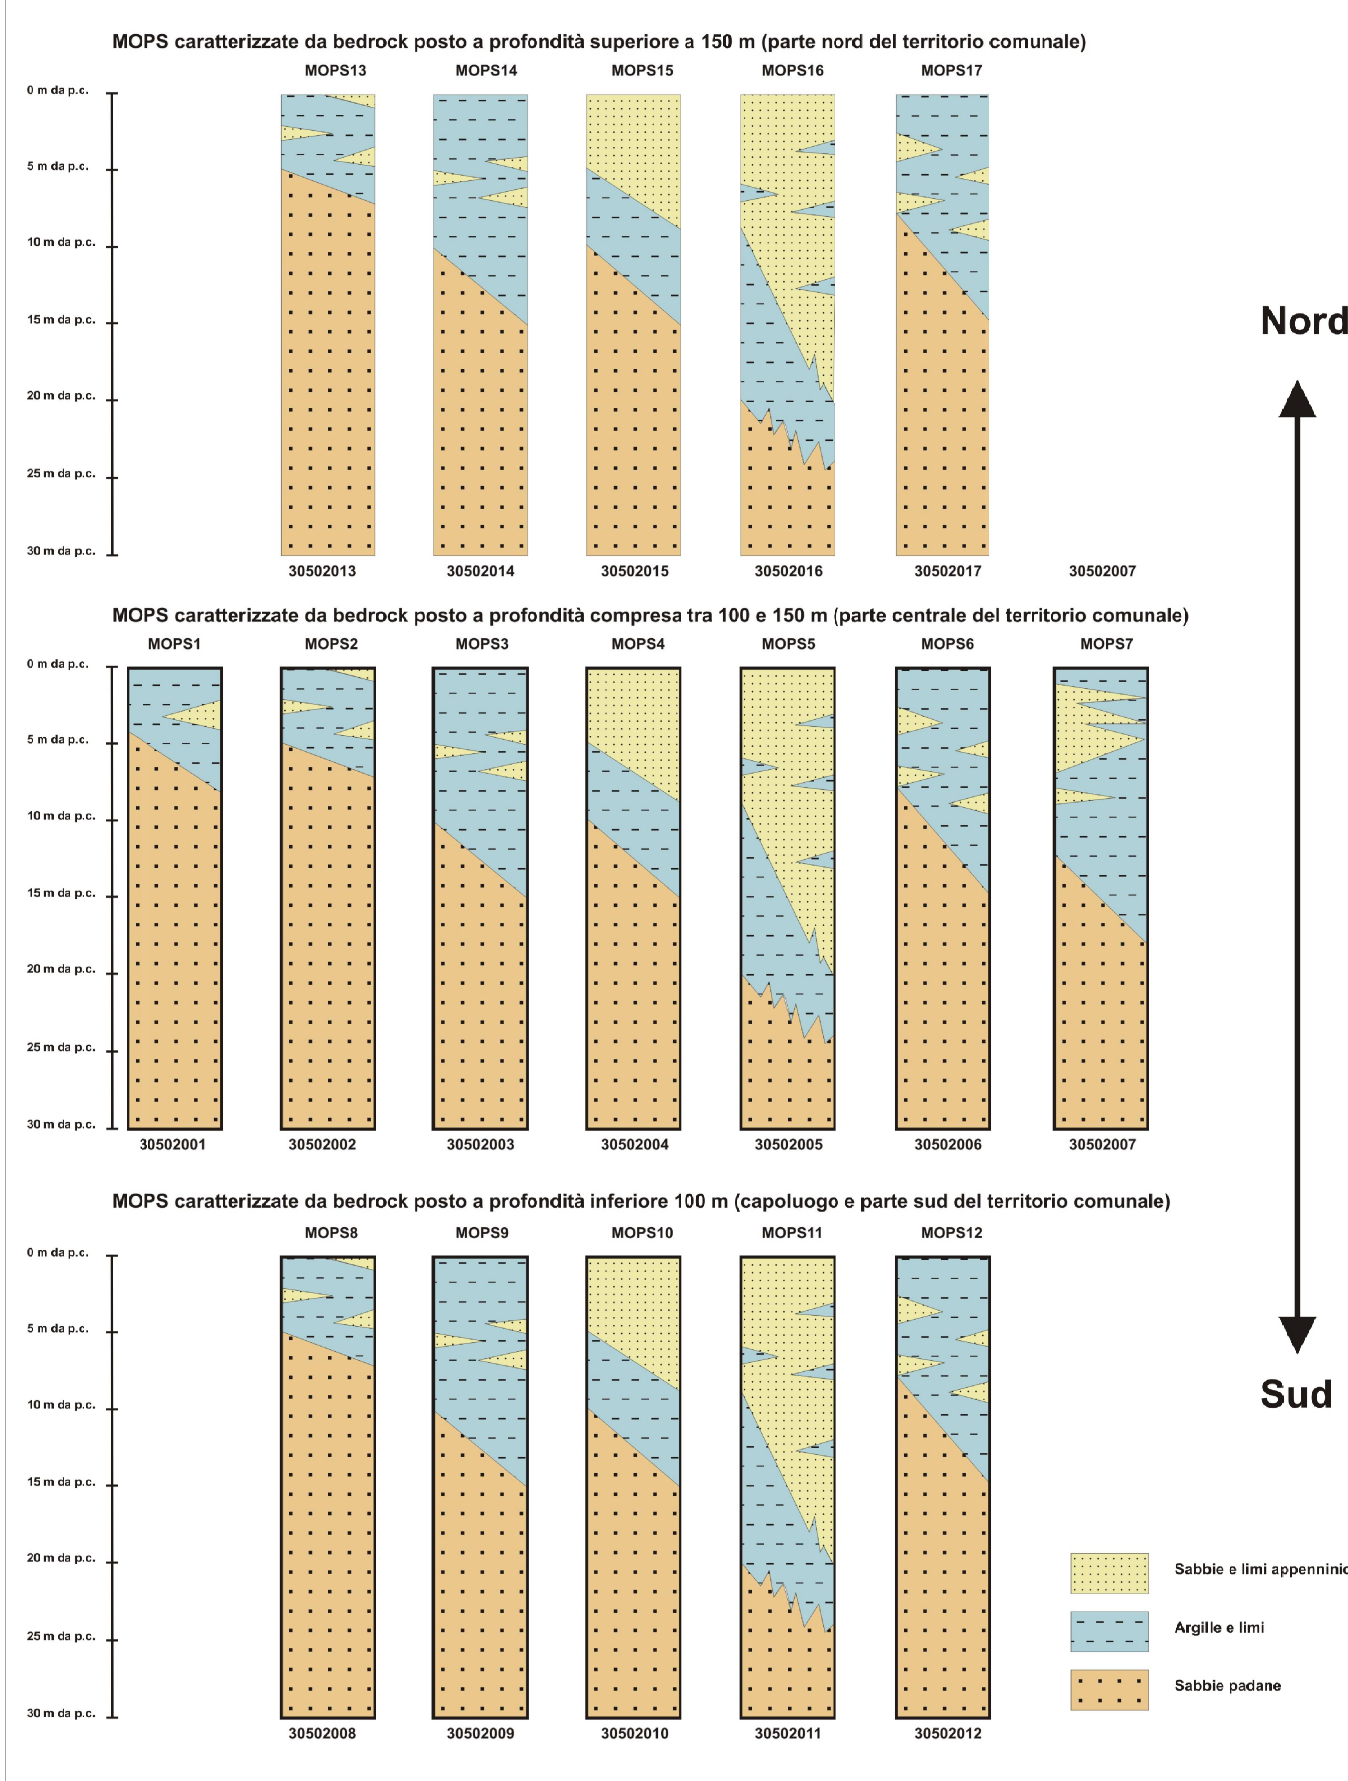 MOPS caratterizzate da bedrock posto a profondità superiore a 150 m (parte nord del territorio comunale)
MOPS13 MOPS14 MOPS15 MOPS16 MOPS17
0 m da p.c.
5 m da p.c.
10 m da p.c.
15 m da p.c.
20 m da p.c.
25 m da p.c.
30 m da p.c.
30502013 30502014 30502015 30502016 30502017 30502007
Nord
MOPS caratterizzate da bedrock posto a profondità compresa tra 100 e 150 m (parte centrale del territorio comunale)
MOPS1 MOPS2 MOPS3 MOPS4 MOPS5 MOPS6 MOPS7
0 m da p.c.
5 m da p.c.
10 m da p.c.
15 m da p.c.
20 m da p.c.
25 m da p.c.
30 m da p.c.
30502001 30502002 30502003 30502004 30502005 30502006 30502007
MOPS caratterizzate da bedrock posto a profondità inferiore 100 m (capoluogo e parte sud del territorio comunale)
MOPS8 MOPS9 MOPS10 MOPS11 MOPS12
0 m da p.c.
5 m da p.c.
10 m da p.c.
15 m da p.c.
20 m da p.c.
25 m da p.c.
30 m da p.c.
30502008 30502009 30502010 30502011 30502012
Sud
Sabbie e limi appenninic
Argille e limi
Sabbie padane